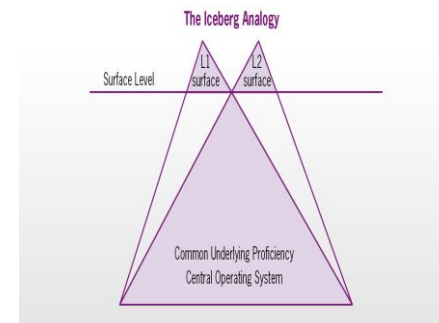 The Iceberg Analogy
L1
surface
L2
surface
Surface Level
Common Underlying Proficiency
Central Operating System